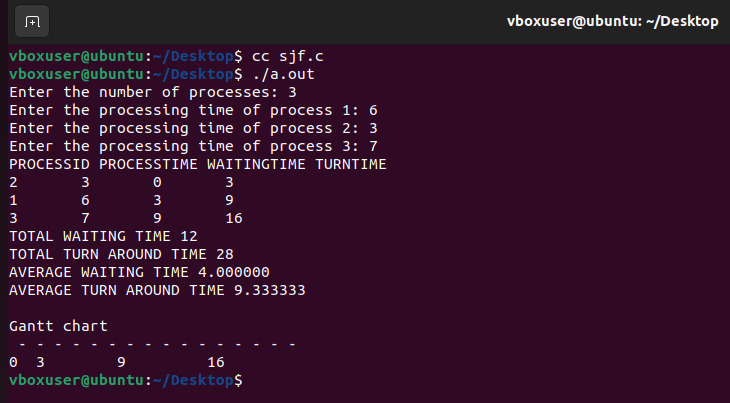 vboxuser@ubuntu: ~/Desktop
vboxuser@ubuntu:~/Desktop$ cc sjf.c
vboxuser@ubuntu:~/Desktop$ ./a.out
Enter the number of processes: 3
Enter the processing time of process 1: 6
Enter the processing time of process 2: 3
Enter the processing time of process 3: 7
PROCESSID PROCESSTIME WAITINGTIME TURNTIME
2       3       0       3
1       6       3       9
3       7       9       16
TOTAL WAITING TIME 12
TOTAL TURN AROUND TIME 28
AVERAGE WAITING TIME 4.000000
AVERAGE TURN AROUND TIME 9.333333
Gantt chart
 - - - - - - - - - - - - - - - -
0  3        9         16
vboxuser@ubuntu:~/Desktop$